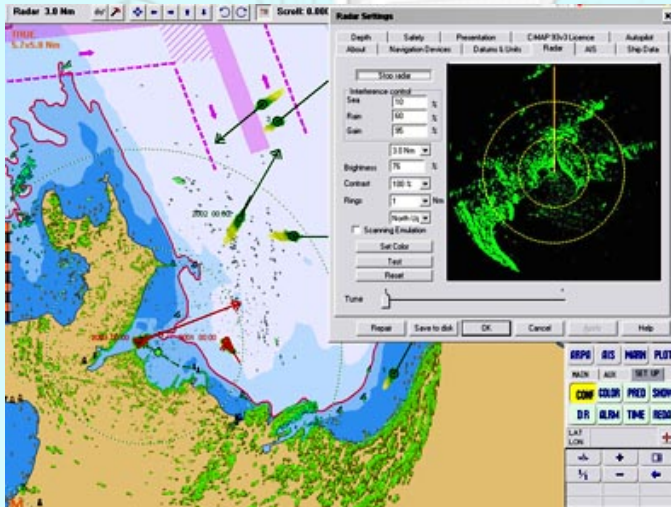 Radar 3.0 Nm
Scroll: 0.00
TRUE
5.7x5.8 Nm
Radar Settings
Depth
Safety
Presentation
C-MAP 93v3 Licence
Autopilot
About
Navigation Devices
Datums & Units
Radar
AIS
Ship Data
Stop radar
Interference control
Sea 10 %
Rain 60 %
Gain 95 %
3.0 Nm
Brightness 76 %
Contrast 100 %
Rings 1 Nm
North Up
Scanning Emulation
Set Color
Test
Reset
Tune
Repair
Save to disk
OK
Cancel
Apply
Help
ARPA AIS MARN PLOT
MAIN AUX SET UP
CONF COLOR PRED SHOW
DR ALRM TIME
LAT
LON